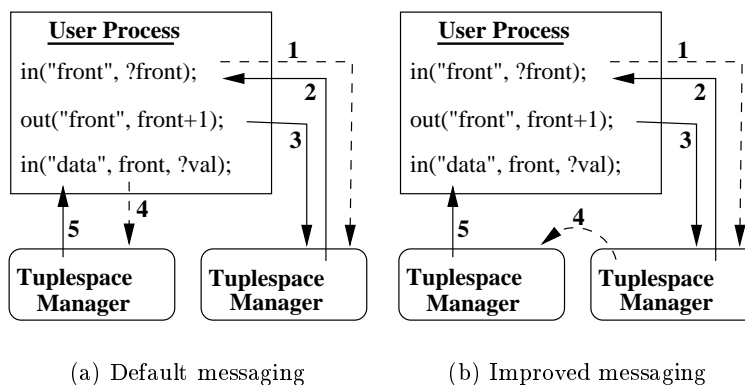 User Process
1
in("front", ?front);
2
out("front", front+1);
3
in("data", front, ?val);
4
5
Tuplespace
Manager
Tuplespace
Manager
(a) Default messaging
User Process
1
in("front", ?front);
2
out("front", front+1);
3
in("data", front, ?val);
4
5
Tuplespace
Manager
Tuplespace
Manager
(b) Improved messaging